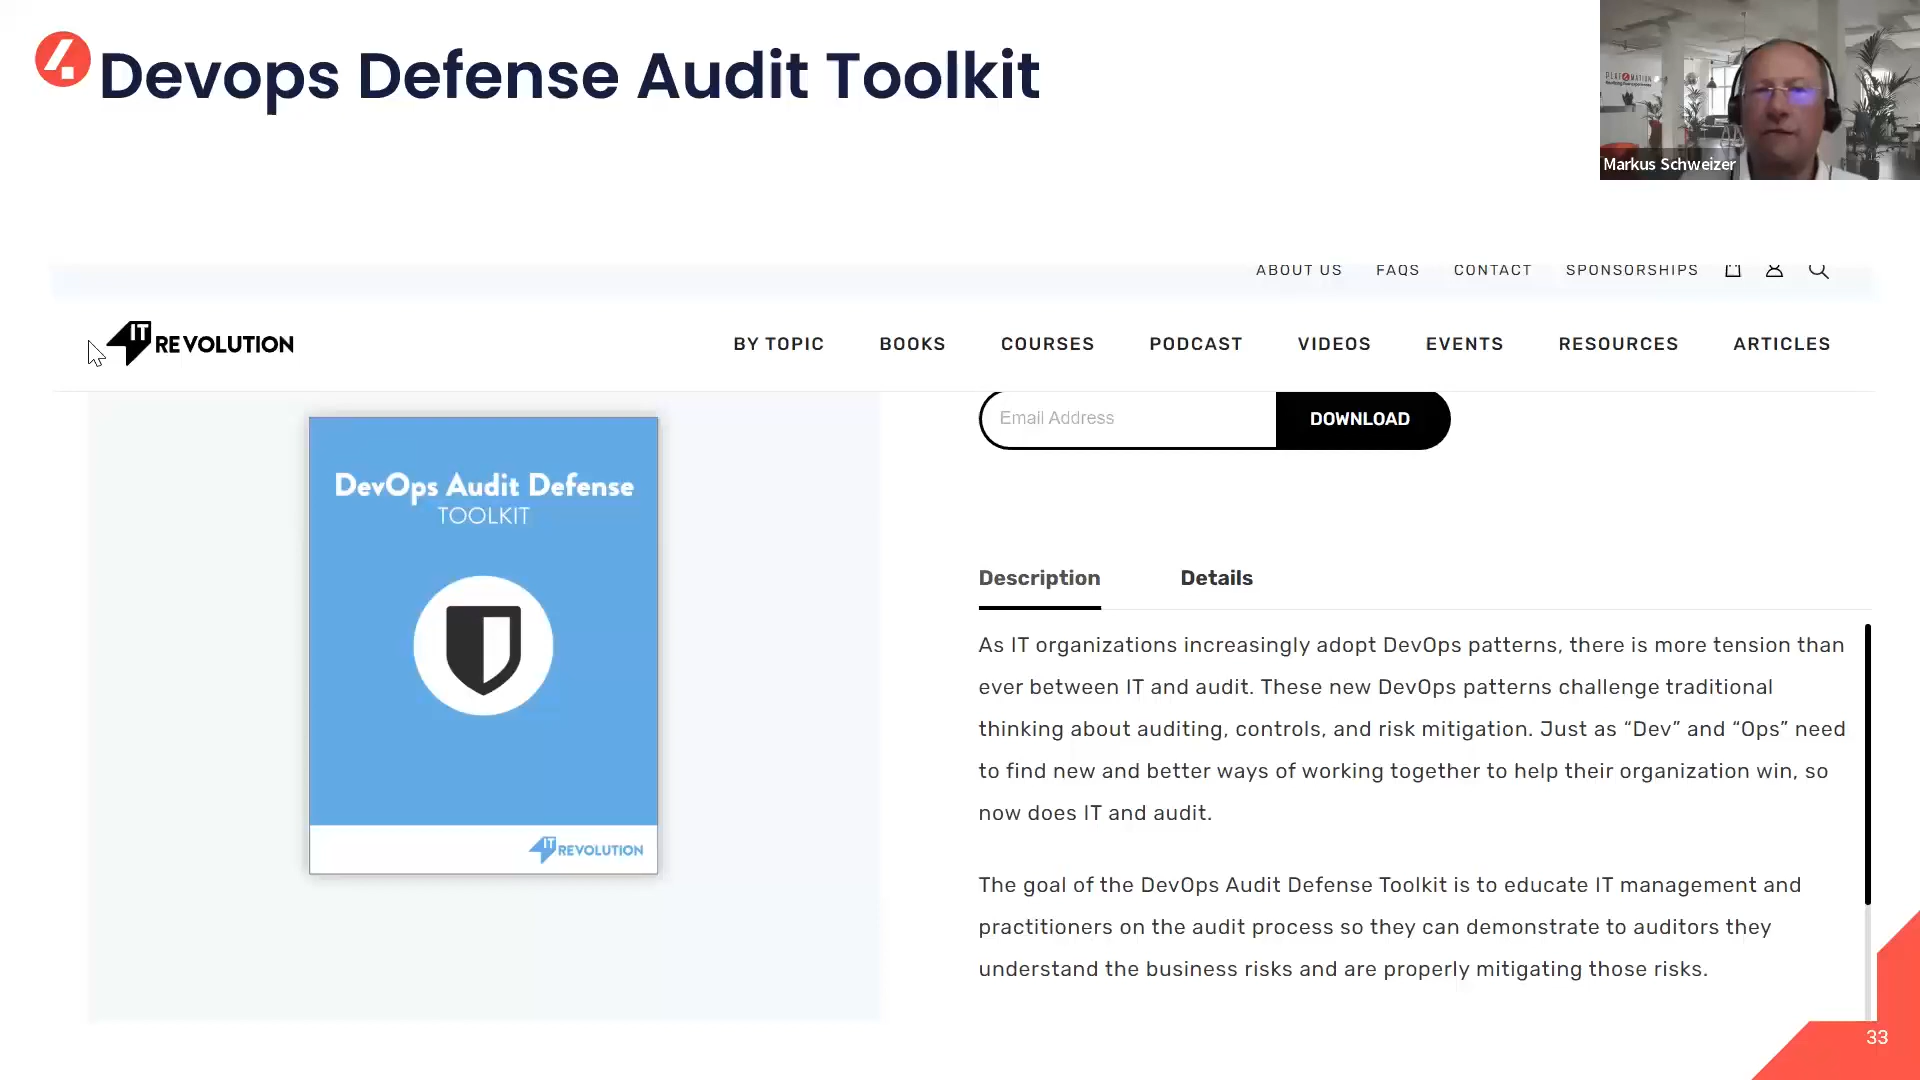 4.
Devops Defense Audit Toolkit
PLAT4MATION
Markus Schweizer
ABOUT US FAQS CONTACT SPONSORSHIPS
IT REVOLUTION
BY TOPIC BOOKS COURSES PODCAST VIDEOS EVENTS RESOURCES ARTICLES
Email Address DOWNLOAD
DevOps Audit Defense
TOOLKIT
IT REVOLUTION
Description Details
As IT organizations increasingly adopt DevOps patterns, there is more tension than
ever between IT and audit. These new DevOps patterns challenge traditional
thinking about auditing, controls, and risk mitigation. Just as “Dev” and “Ops” need
to find new and better ways of working together to help their organization win, so
now does IT and audit.
The goal of the DevOps Audit Defense Toolkit is to educate IT management and
practitioners on the audit process so they can demonstrate to auditors they
understand the business risks and are properly mitigating those risks.
33